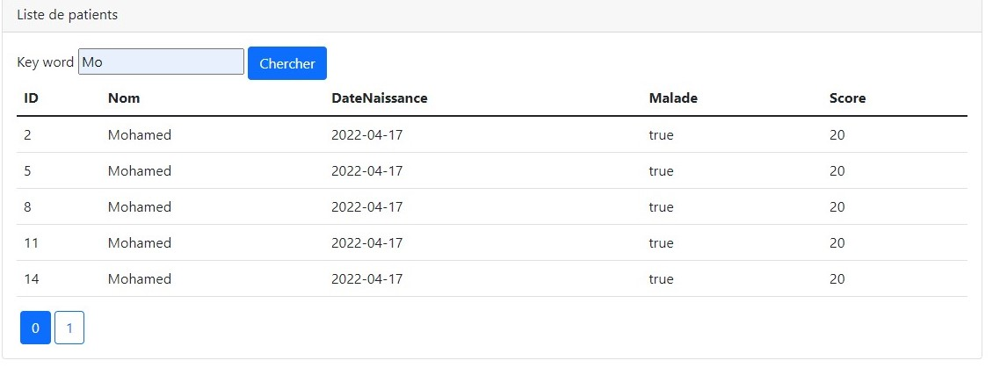 Liste de patients
Key word Mo Chercher
ID Nom DateNaissance Malade Score
2 Mohamed 2022-04-17 true 20
5 Mohamed 2022-04-17 true 20
8 Mohamed 2022-04-17 true 20
11 Mohamed 2022-04-17 true 20
14 Mohamed 2022-04-17 true 20
0 1